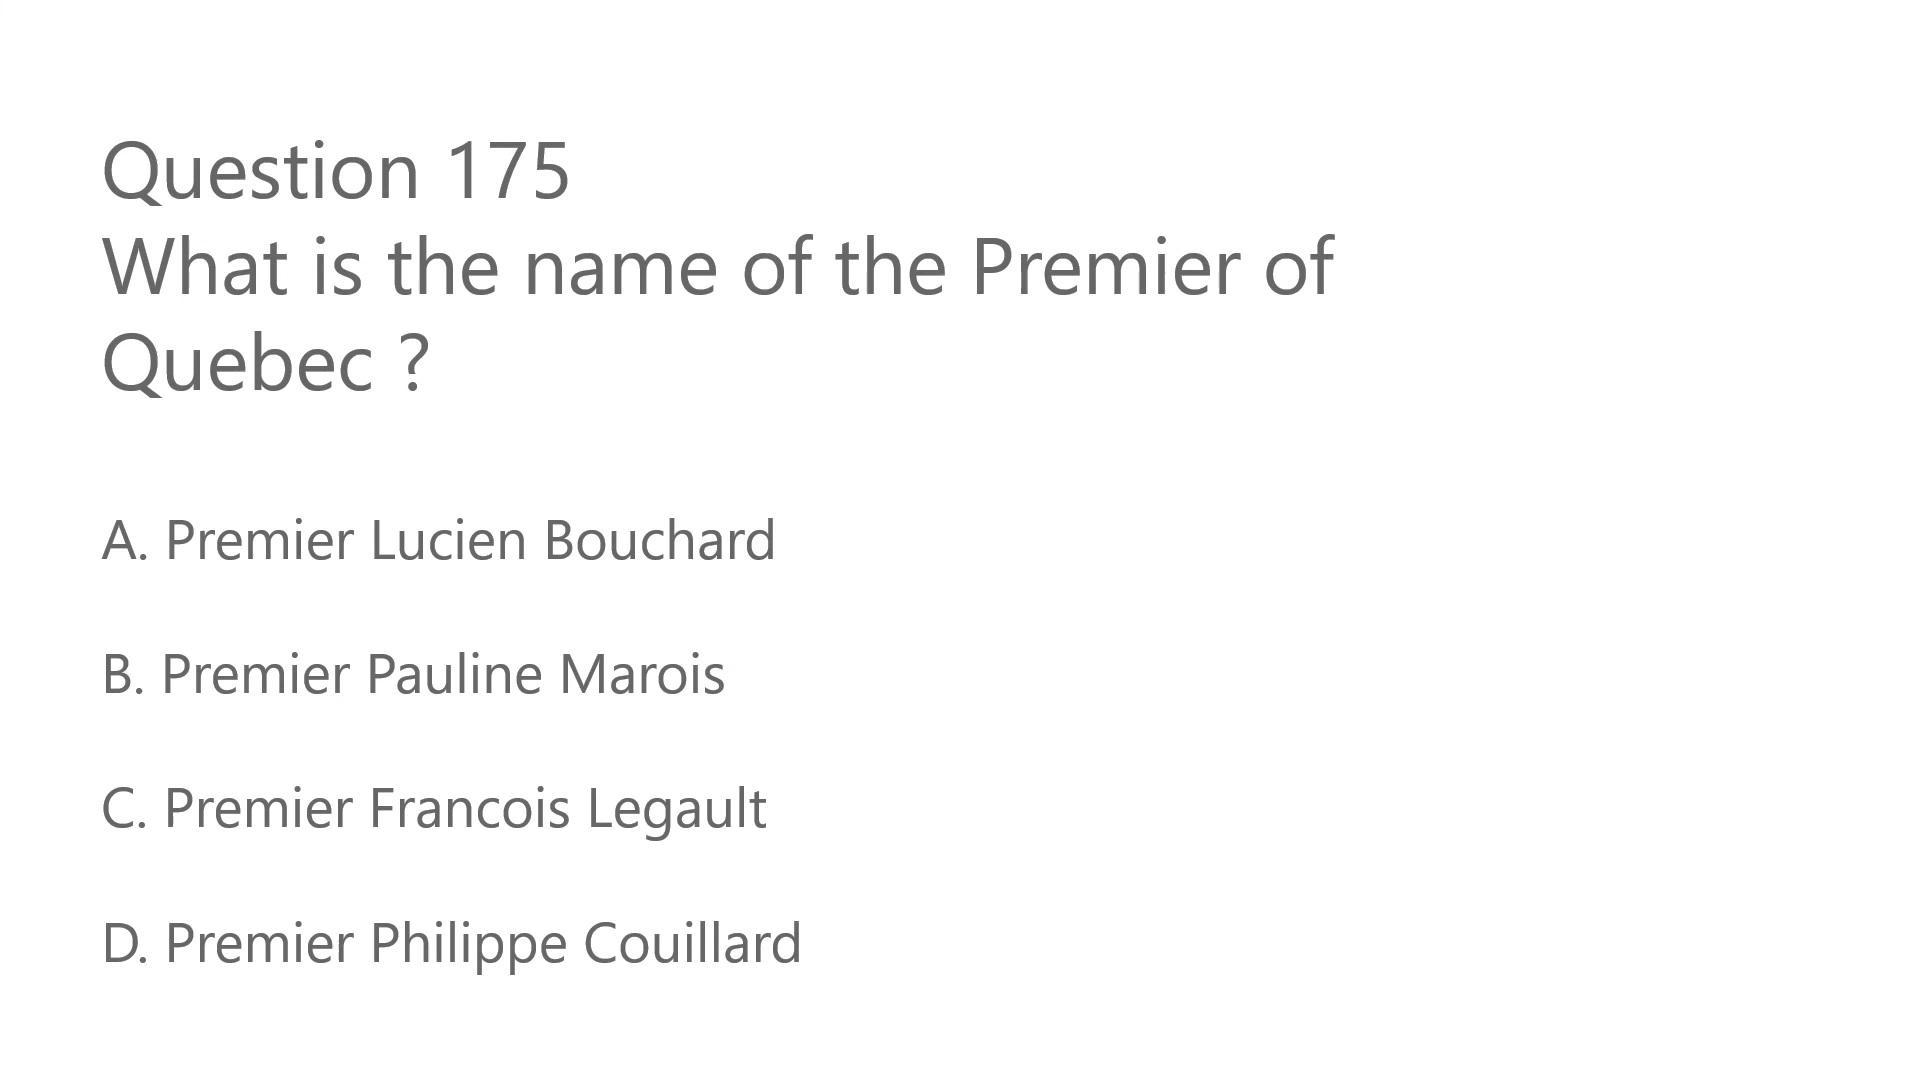 Question 175
What is the name of the Premier of
Quebec ?
A. Premier Lucien Bouchard
B. Premier Pauline Marois
C. Premier Francois Legault
D. Premier Philippe Couillard